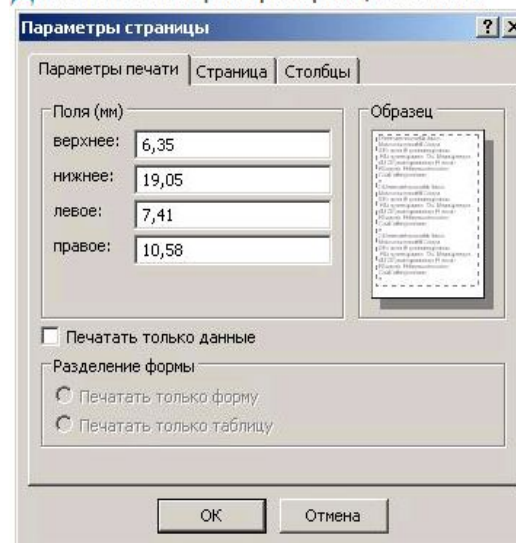 Параметры страницы
Параметры печати Страница Столбцы
Поля (мм)
верхнее: 6,35
нижнее: 19,05
левое: 7,41
правое: 10,58
Образец
Печатать только данные
Разделение формы
Печатать только форму
Печатать только таблицу
ОК Отмена